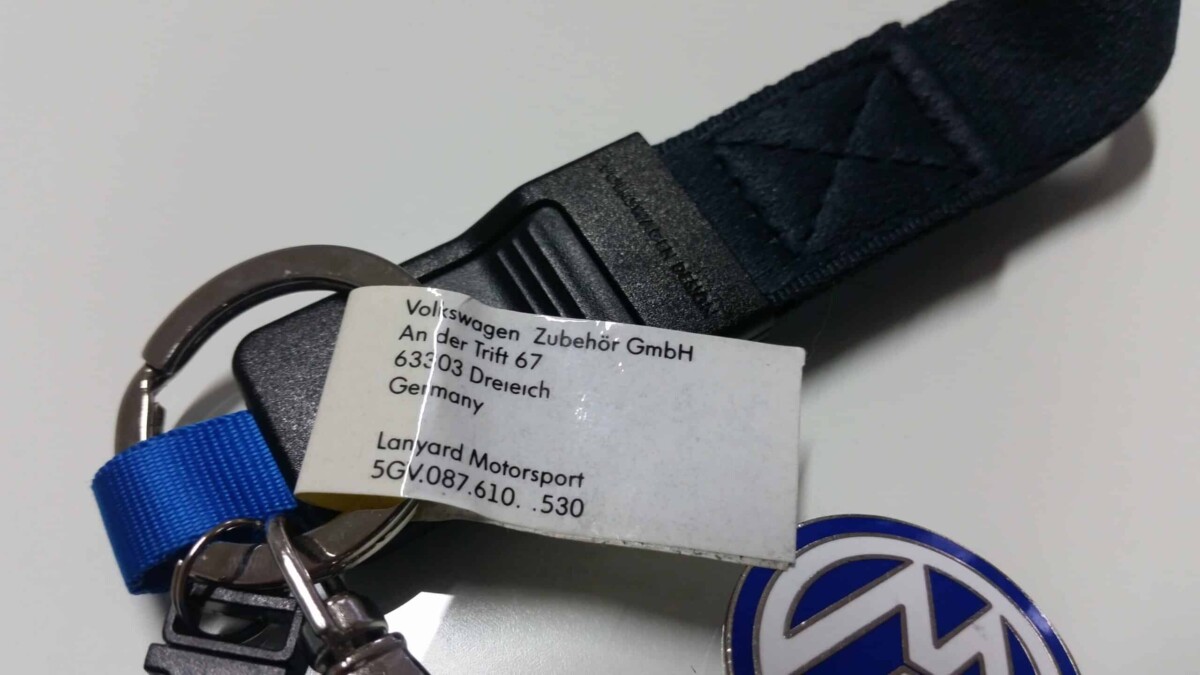 Volkswagen Zubehör GmbH
An der Trift 67
63303 Dreieich
Germany
Lanyard Motorsport
5GV.087.610. .530